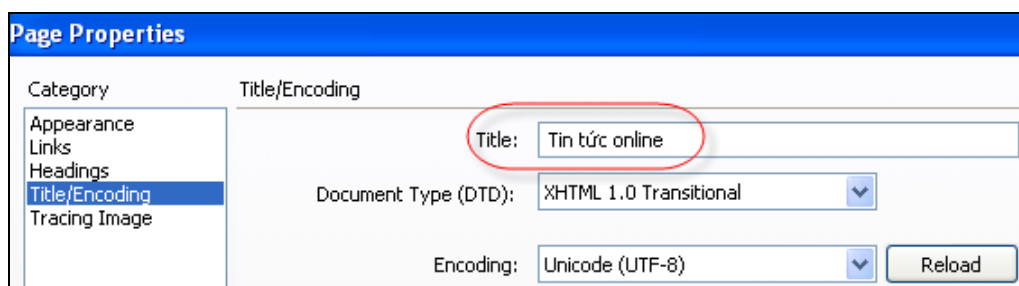 Page Properties
Category
Title/Encoding
Appearance
Links
Headings
Title/Encoding
Tracing Image
Title: Tin tức online
Document Type (DTD): XHTML 1.0 Transitional
Encoding: Unicode (UTF-8) Reload